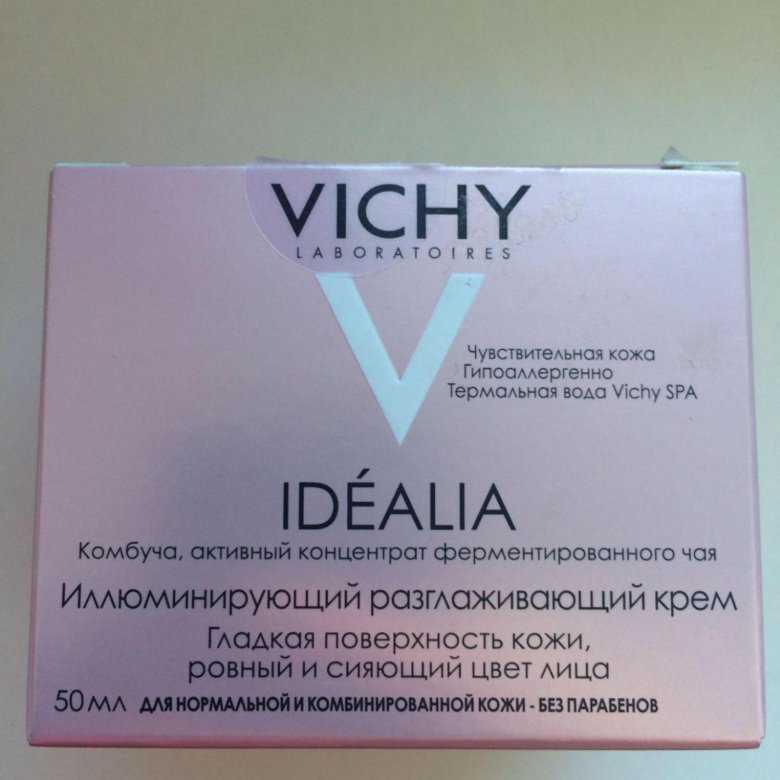 VICHY
LABORATOIRES
Чувствительная кожа
Гипоаллергенно
Термальная вода Vichy SPA
IDÉALIA
Комбуча, активный концентрат ферментированного чая
Иллюминирующий разглаживающий крем
Гладкая поверхность кожи,
ровный и сияющий цвет лица
50 мл ДЛЯ НОРМАЛЬНОЙ И КОМБИНИРОВАННОЙ КОЖИ - БЕЗ ПАРАБЕНОВ